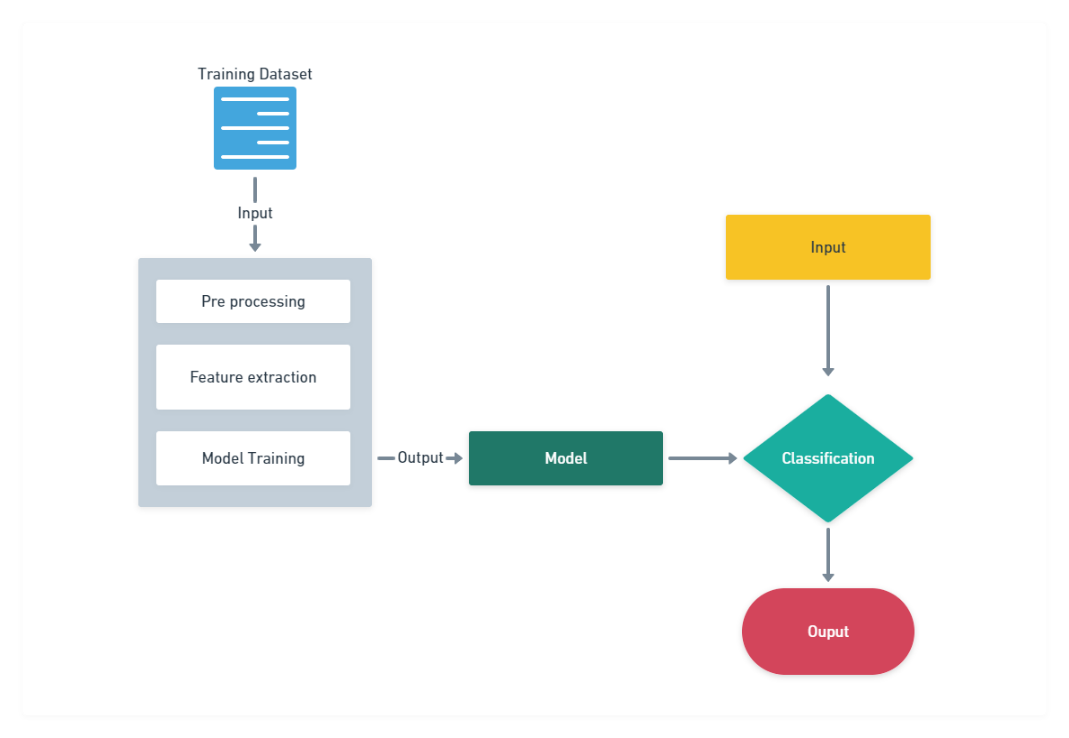 Training Dataset
Input
Pre processing
Feature extraction
Model Training
Output
Model
Input
Classification
Ouput